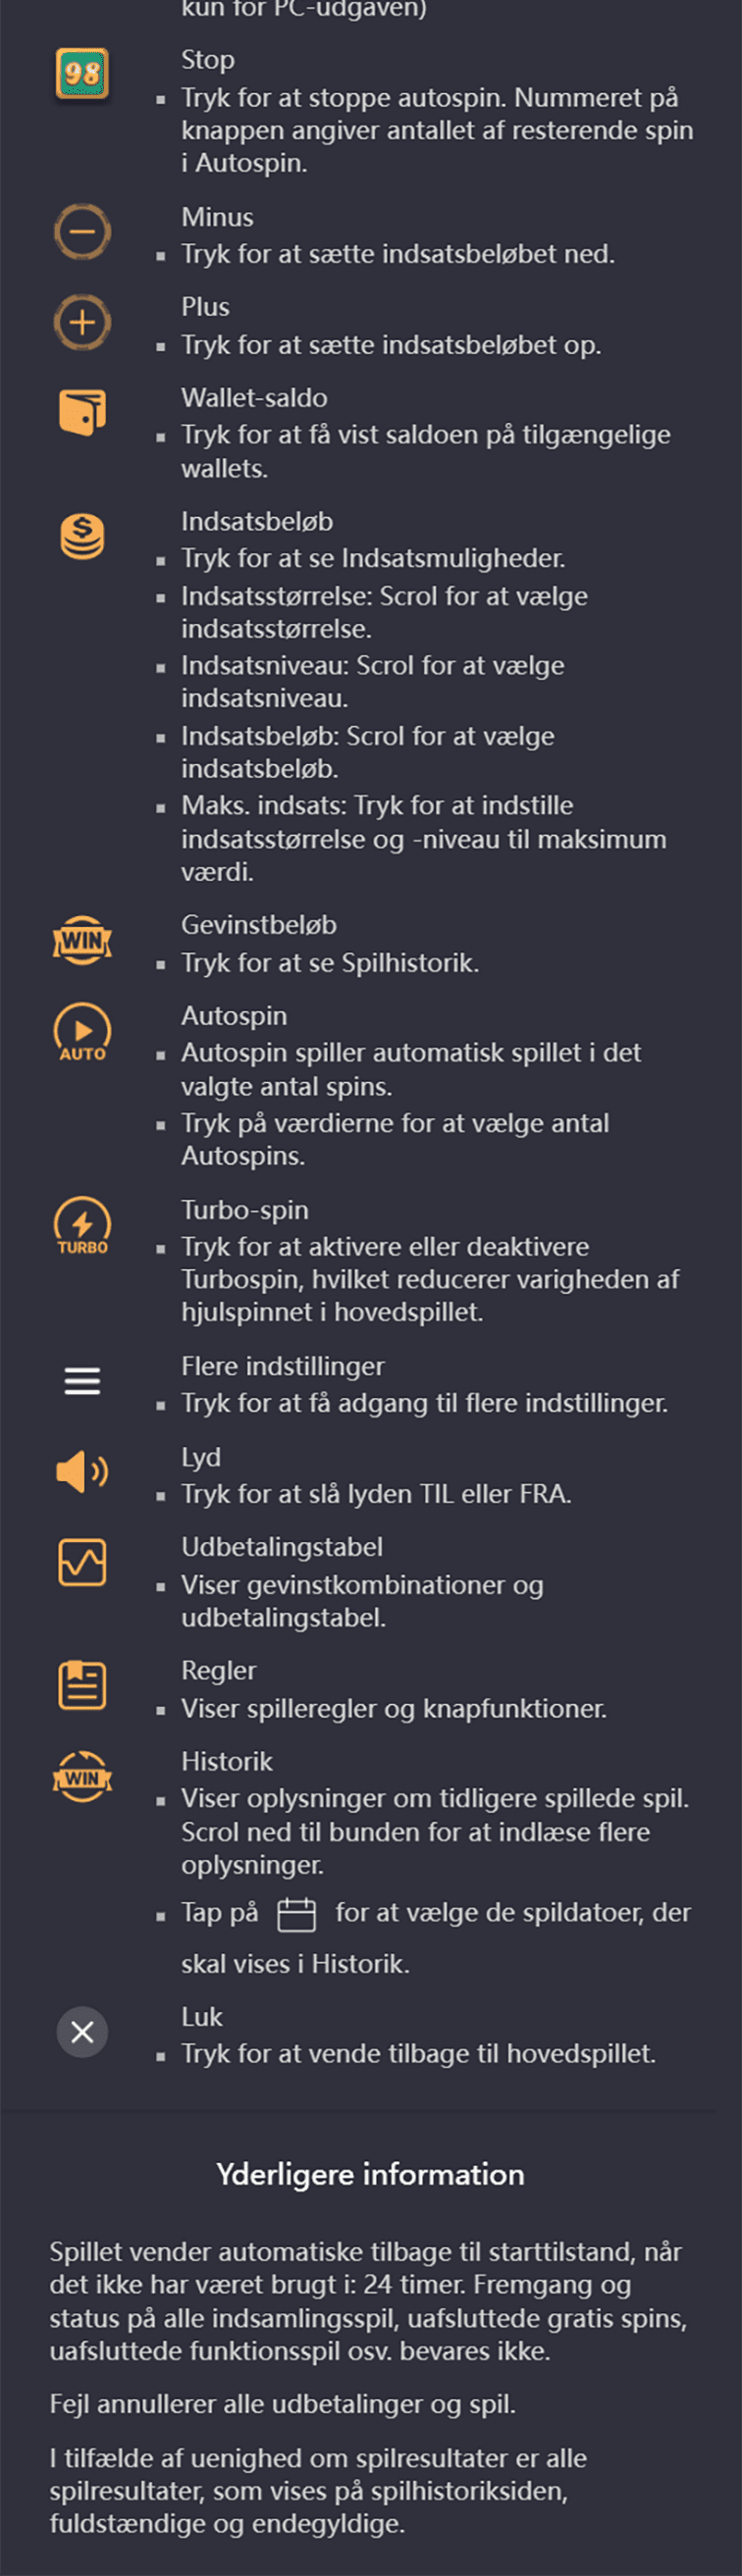 kun for PC-udgaven)
98
Stop
▪ Tryk for at stoppe autospin. Nummeret på
knappen angiver antallet af resterende spin
i Autospin.
Minus
▪ Tryk for at sætte indsatsbeløbet ned.
Plus
▪ Tryk for at sætte indsatsbeløbet op.
Wallet-saldo
▪ Tryk for at få vist saldoen på tilgængelige
wallets.
Indsatsbeløb
▪ Tryk for at se Indsatsmuligheder.
▪ Indsatsstørrelse: Scrol for at vælge
indsatsstørrelse.
▪ Indsatsniveau: Scrol for at vælge
indsatsniveau.
▪ Indsatsbeløb: Scrol for at vælge
indsatsbeløb.
▪ Maks. indsats: Tryk for at indstille
indsatsstørrelse og -niveau til maksimum
værdi.
WIN
Gevinstbeløb
▪ Tryk for at se Spilhistorik.
AUTO
Autospin
▪ Autospin spiller automatisk spillet i det
valgte antal spins.
▪ Tryk på værdierne for at vælge antal
Autospins.
TURBO
Turbo-spin
▪ Tryk for at aktivere eller deaktivere
Turbospin, hvilket reducerer varigheden af
hjulspinnet i hovedspillet.
Flere indstillinger
▪ Tryk for at få adgang til flere indstillinger.
Lyd
▪ Tryk for at slå lyden TIL eller FRA.
Udbetalingstabel
▪ Viser gevinstkombinationer og
udbetalingstabel.
Regler
▪ Viser spilleregler og knapfunktioner.
WIN
Historik
▪ Viser oplysninger om tidligere spillede spil.
Scrol ned til bunden for at indlæse flere
oplysninger.
▪ Tap på for at vælge de spildatoer, der
skal vises i Historik.
Luk
▪ Tryk for at vende tilbage til hovedspillet.
Yderligere information
Spillet vender automatiske tilbage til starttilstand, når
det ikke har været brugt i: 24 timer. Fremgang og
status på alle indsamlingsspil, uafsluttede gratis spins,
uafsluttede funktionsspil osv. bevares ikke.
Fejl annullerer alle udbetalinger og spil.
I tilfælde af uenighed om spilresultater er alle
spilresultater, som vises på spilhistoriksiden,
fuldstændige og endegyldige.